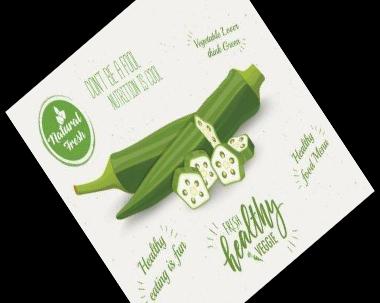 DON'T BE A FOOL
NUTRITION IS COOL
Vegetable Lover
think Green
Natural
Fresh
Healthy
food Menu
Healthy
eating is fun
FRESH
healthy
VEGGIE